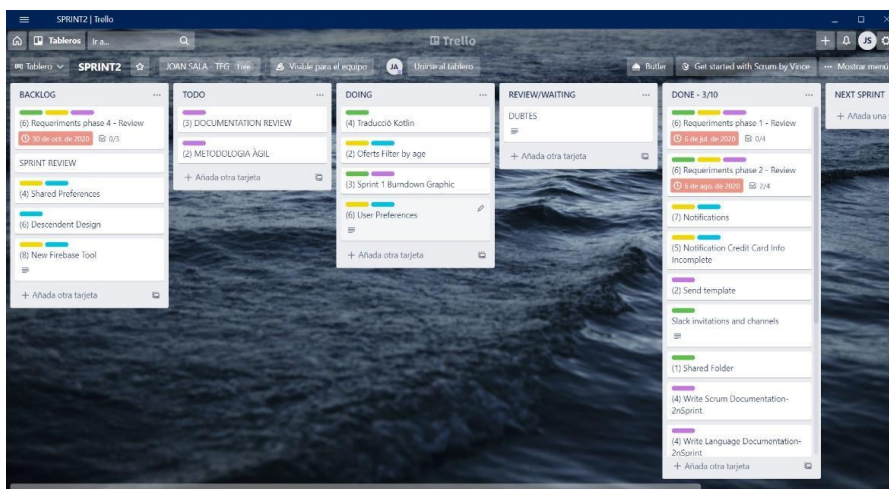 SPRINT2 | Trello
Tableros
Ir a...
Trello
JS
Tablero
SPRINT2
JOAN SALA - TFG
Free
Visible para el equipo
JA
Unirse al tablero
Butler
Get started with Scrum by Vince
Mostrar menú
BACKLOG
(6) Requeriments phase 4 - Review
30 de oct. de 2020
0/3
SPRINT REVIEW
(4) Shared Preferences
(6) Descendent Design
(8) New Firebase Tool
+ Añada otra tarjeta
TODO
(3) DOCUMENTATION REVIEW
(2) METODOLOGIA ÀGIL
+ Añada otra tarjeta
DOING
(4) Traducció Kotlin
(2) Oferts Filter by age
(3) Sprint 1 Burndown Graphic
(6) User Preferences
+ Añada otra tarjeta
REVIEW/WAITING
DUBTES
+ Añada otra tarjeta
DONE - 3/10
(6) Requeriments phase 1 - Review
6 de jul. de 2020
0/4
(6) Requeriments phase 2 - Review
6 de ago. de 2020
2/4
(7) Notifications
(5) Notification Credit Card Info
Incomplete
(2) Send template
Slack invitations and channels
(1) Shared Folder
(4) Write Scrum Documentation-
2nSprint
(4) Write Language Documentation-
2nSprint
+ Añada otra tarjeta
NEXT SPRINT
+ Añada una